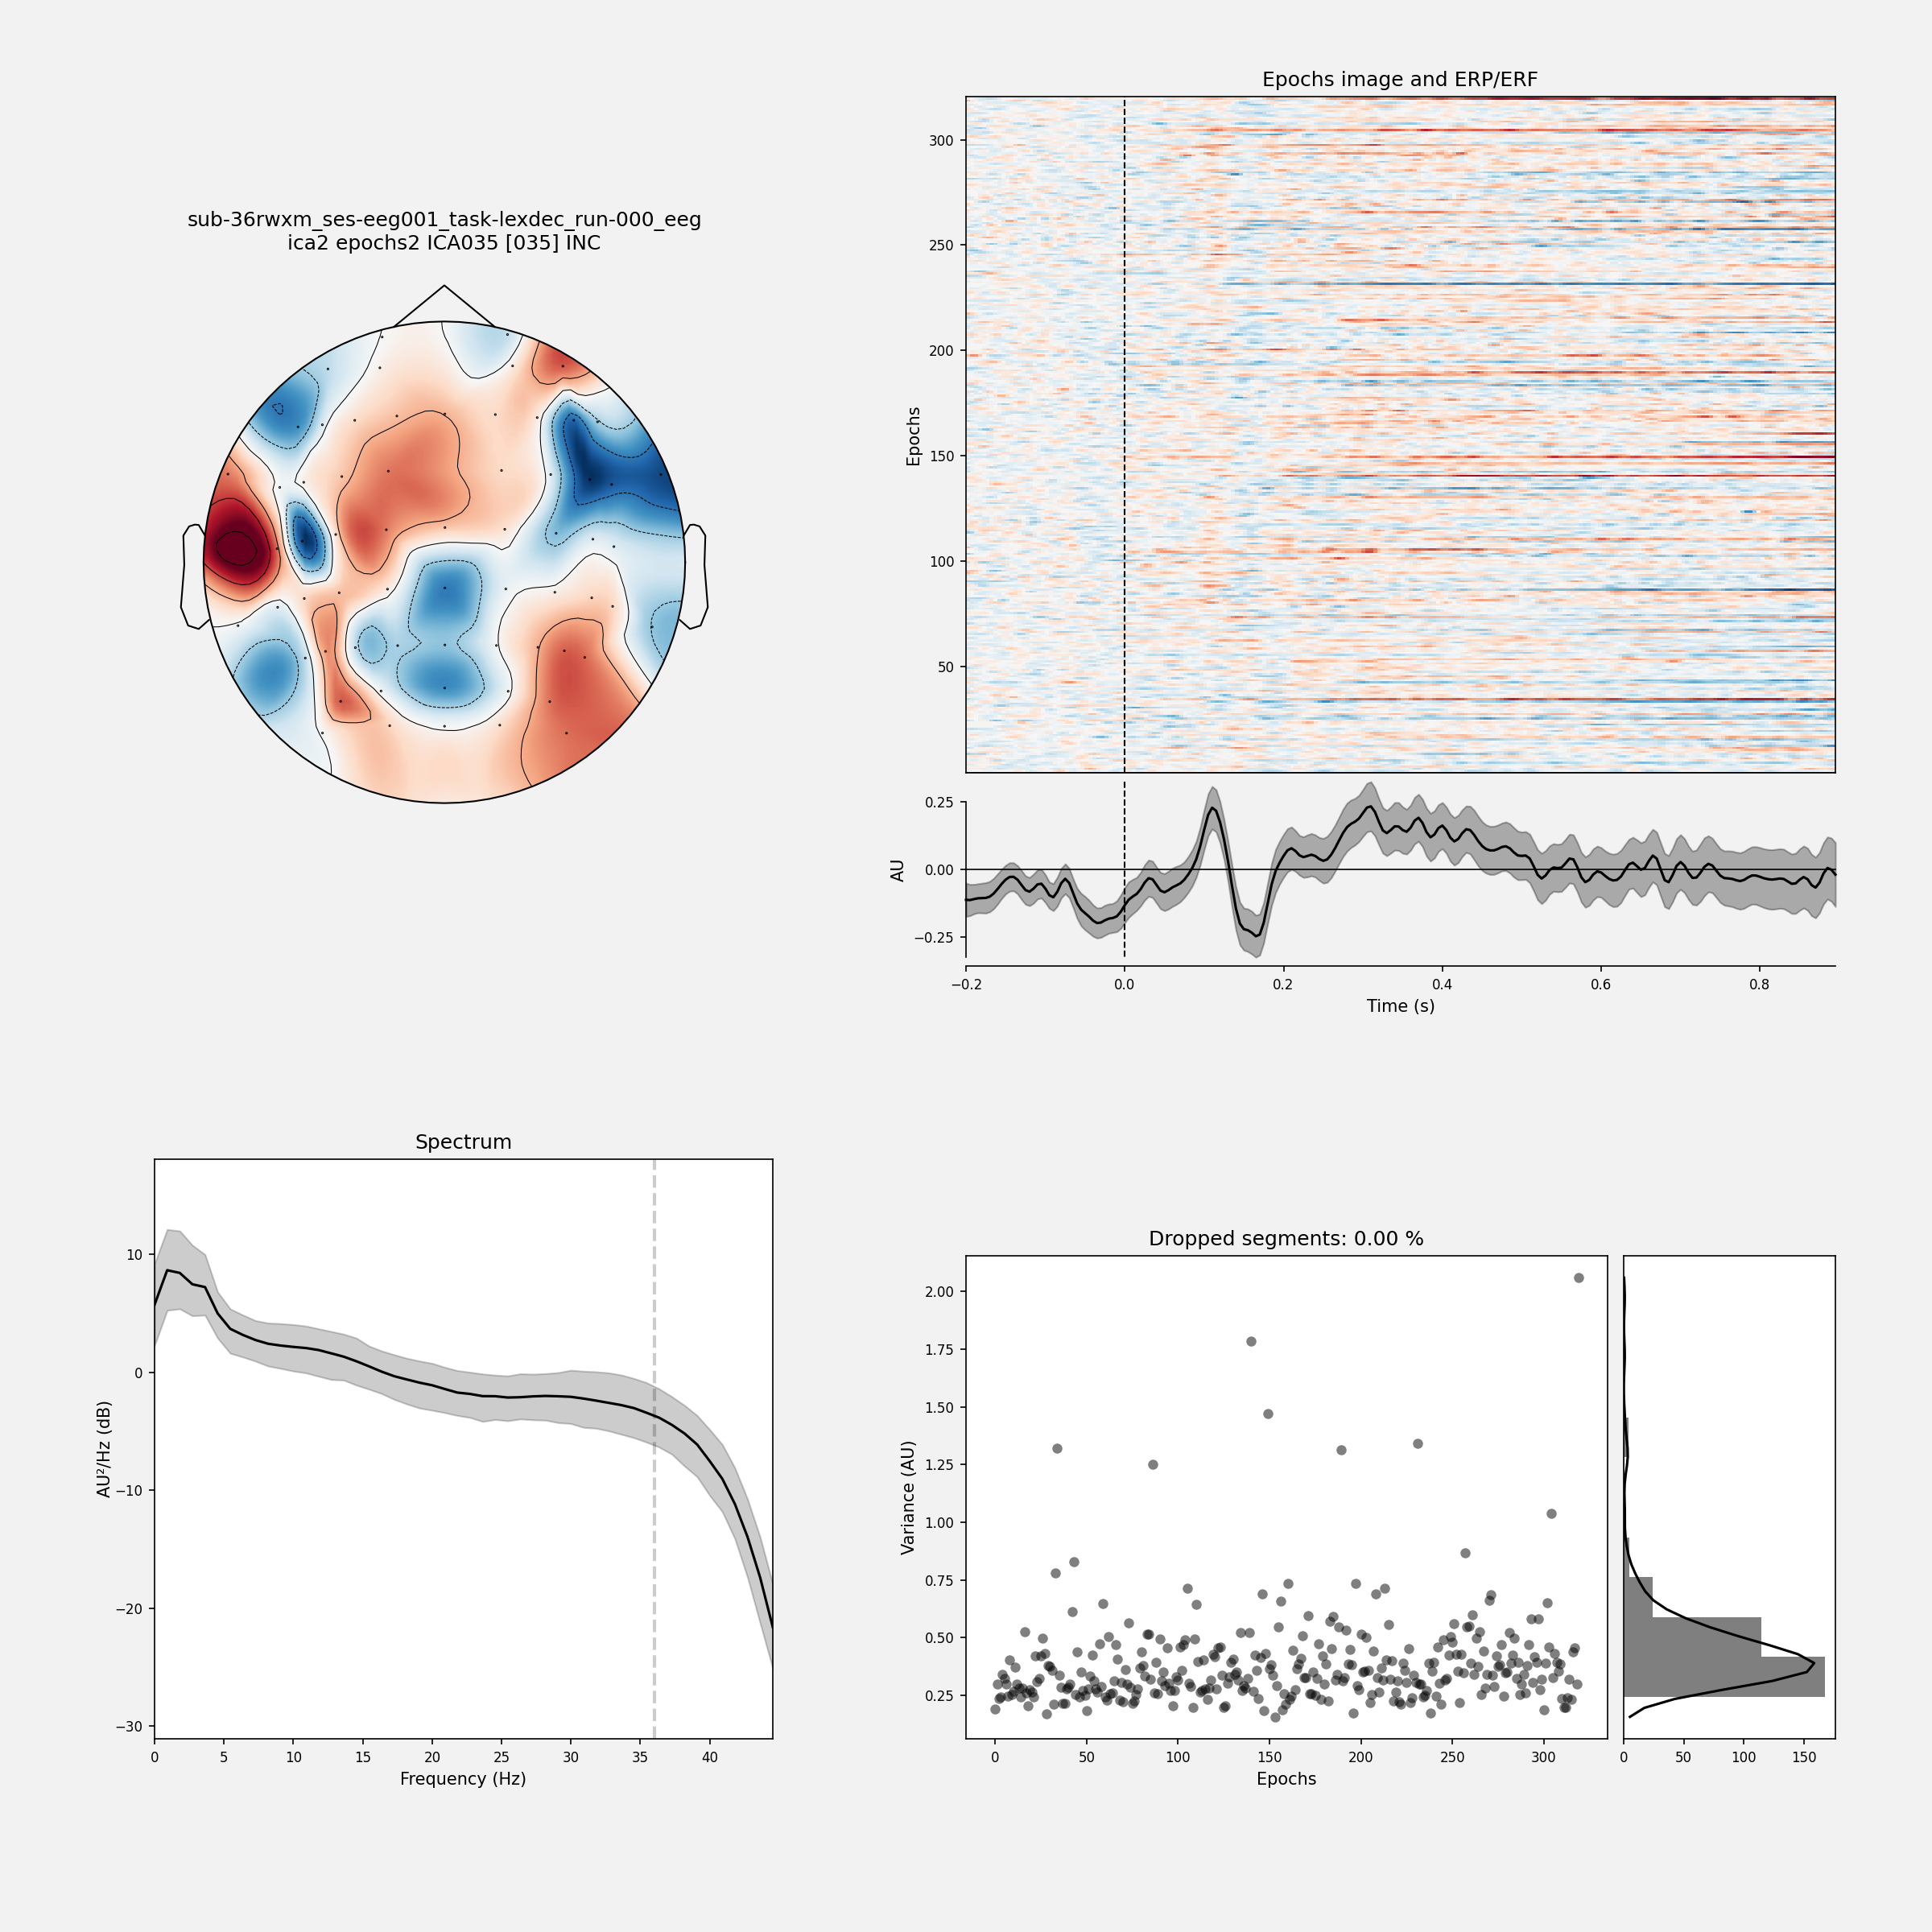 sub-36rwxm_ses-eeg001_task-lexdec_run-000_eeg
ica2 epochs2 ICA035 [035] INC
Epochs image and ERP/ERF
300
250
200
150
100
50
Epochs
0.25
0.00
−0.25
AU
−0.2 0.0 0.2 0.4 0.6 0.8
Time (s)
Spectrum
10
0
−10
−20
−30
AU²/Hz (dB)
0 5 10 15 20 25 30 35 40
Frequency (Hz)
Dropped segments: 0.00 %
2.00
1.75
1.50
1.25
1.00
0.75
0.50
0.25
Variance (AU)
0 50 100 150 200 250 300
Epochs
0 50 100 150